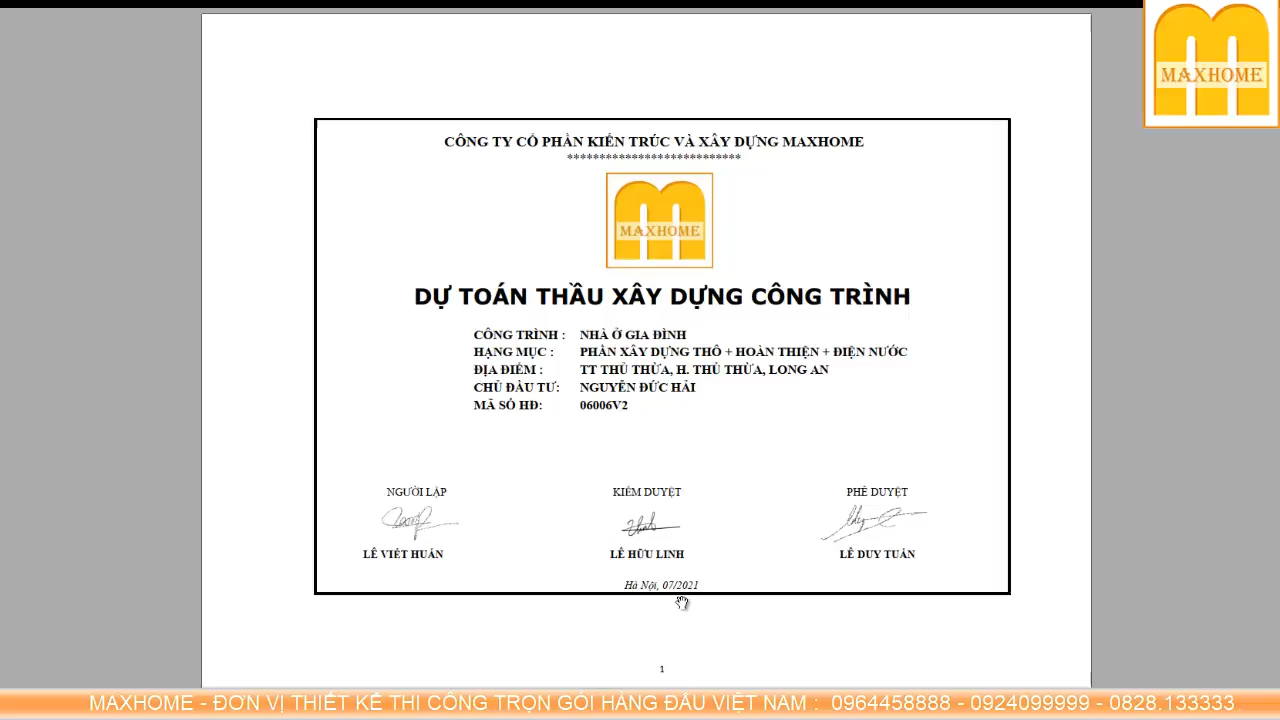 MAXHOME
CÔNG TY CỔ PHẦN KIẾN TRÚC VÀ XÂY DỰNG MAXHOME
***************************
MAXHOME
DỰ TOÁN THẦU XÂY DỰNG CÔNG TRÌNH
CÔNG TRÌNH : NHÀ Ở GIA ĐÌNH
HẠNG MỤC : PHẦN XÂY DỰNG THÔ + HOÀN THIỆN + ĐIỆN NƯỚC
ĐỊA ĐIỂM : TT THỦ THỪA, H. THỦ THỪA, LONG AN
CHỦ ĐẦU TƯ: NGUYỄN ĐỨC HẢI
MÃ SỐ HĐ: 06006V2
NGƯỜI LẬP KIỂM DUYỆT PHÊ DUYỆT
LÊ VIẾT HUẤN LÊ HỮU LINH LÊ DUY TUẤN
Hà Nội, 07/2021
1
MAXHOME - ĐƠN VỊ THIẾT KẾ THI CÔNG TRỌN GÓI HÀNG ĐẦU VIỆT NAM : 0964458888 - 0924099999 - 0828.133333